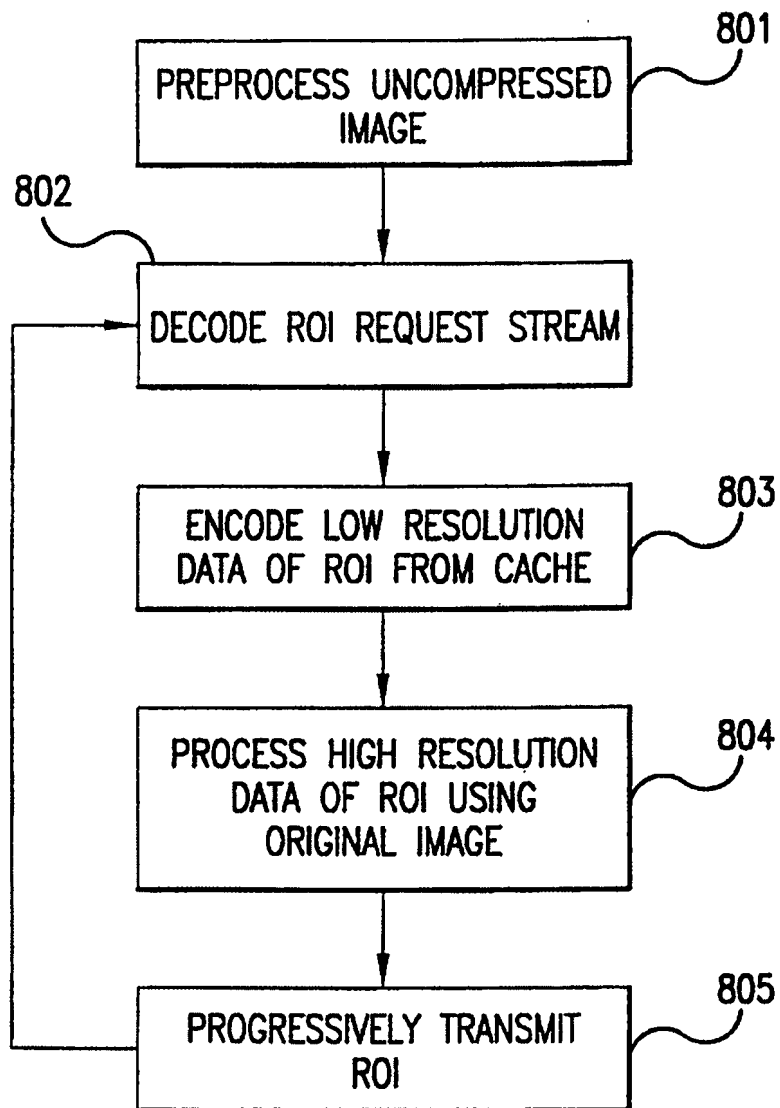 801
PREPROCESS UNCOMPRESSED
IMAGE
802
DECODE ROI REQUEST STREAM
803
ENCODE LOW RESOLUTION
DATA OF ROI FROM CACHE
804
PROCESS HIGH RESOLUTION
DATA OF ROI USING
ORIGINAL IMAGE
805
PROGRESSIVELY TRANSMIT
ROI